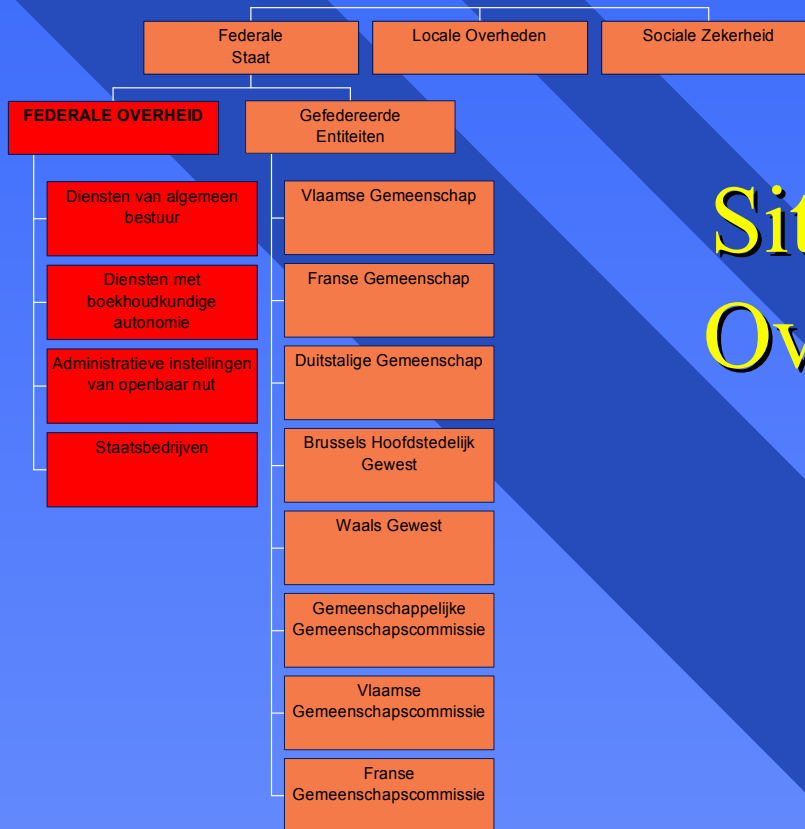 Federale
Staat
Locale Overheden
Sociale Zekerheid
FEDERALE OVERHEID
Gefedereerde
Entiteiten
Diensten van algemeen
bestuur
Diensten met
boekhoudkundige
autonomie
Administratieve instellingen
van openbaar nut
Staatsbedrijven
Vlaamse Gemeenschap
Franse Gemeenschap
Duitstalige Gemeenschap
Brussels Hoofdstedelijk
Gewest
Waals Gewest
Gemeenschappelijke
Gemeenschapscommissie
Vlaamse
Gemeenschapscommissie
Franse
Gemeenschapscommissie